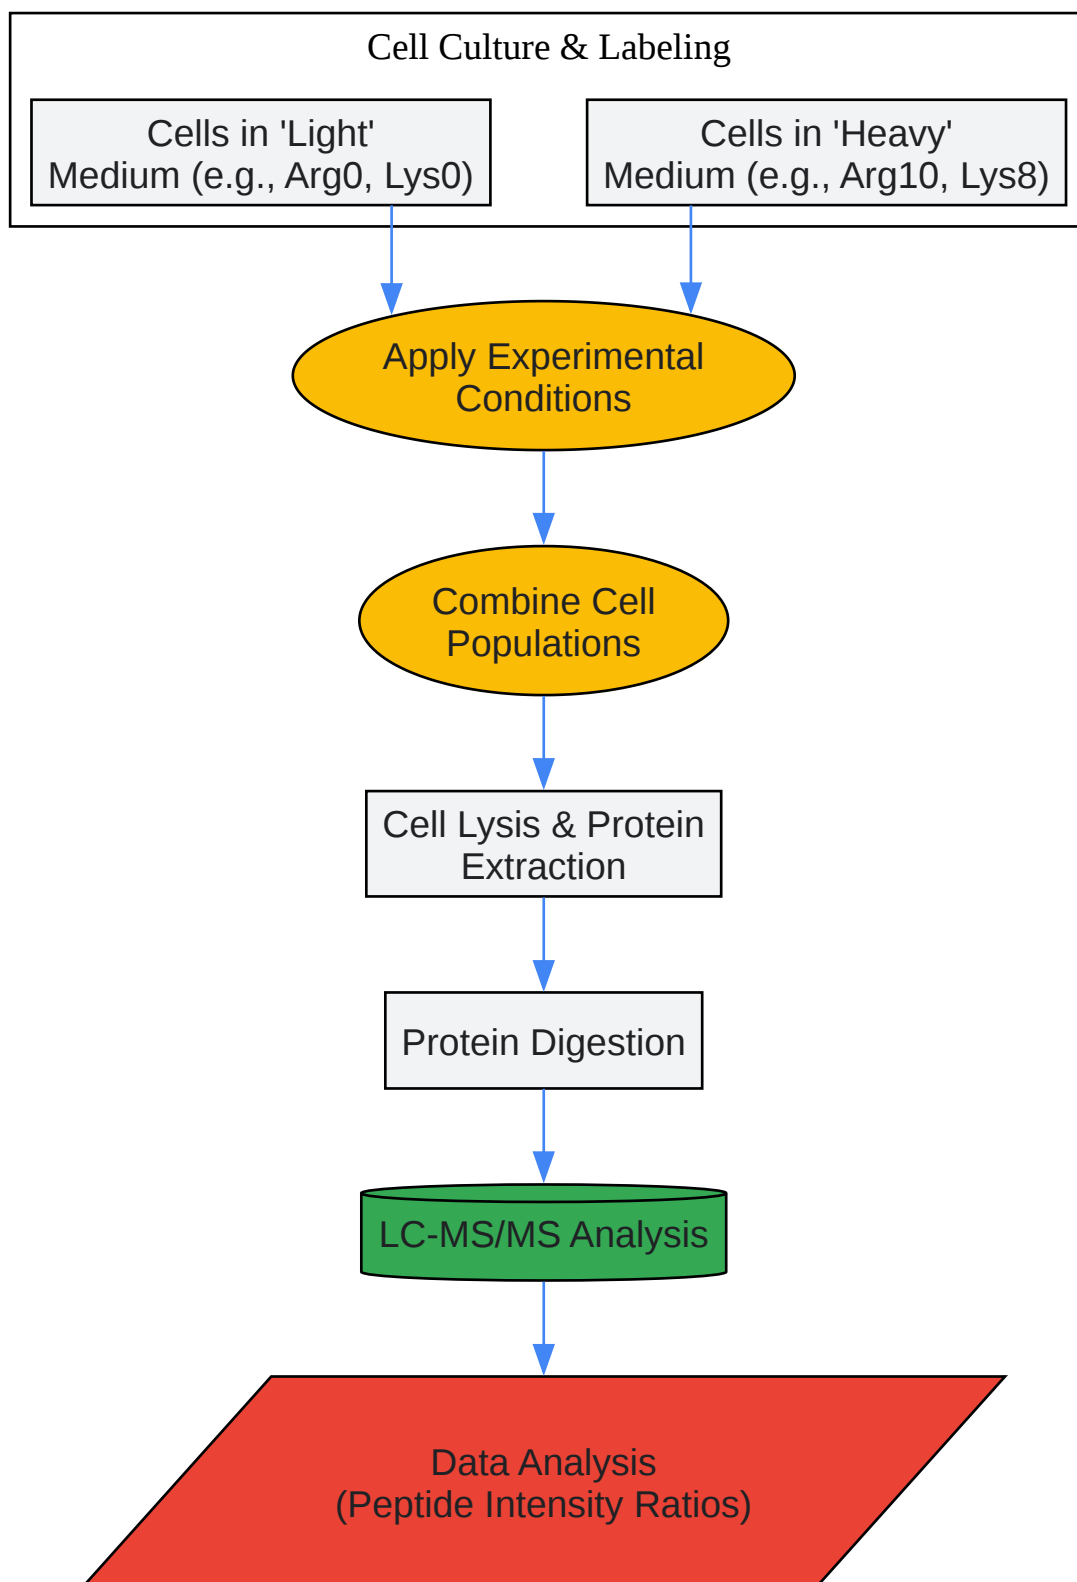 Cell Culture & Labeling
Cells in 'Light'
Medium (e.g., Arg0, Lys0)
Cells in 'Heavy'
Medium (e.g., Arg10, Lys8)
Apply Experimental
Conditions
Combine Cell
Populations
Cell Lysis & Protein
Extraction
Protein Digestion
LC-MS/MS Analysis
Data Analysis
(Peptide Intensity Ratios)